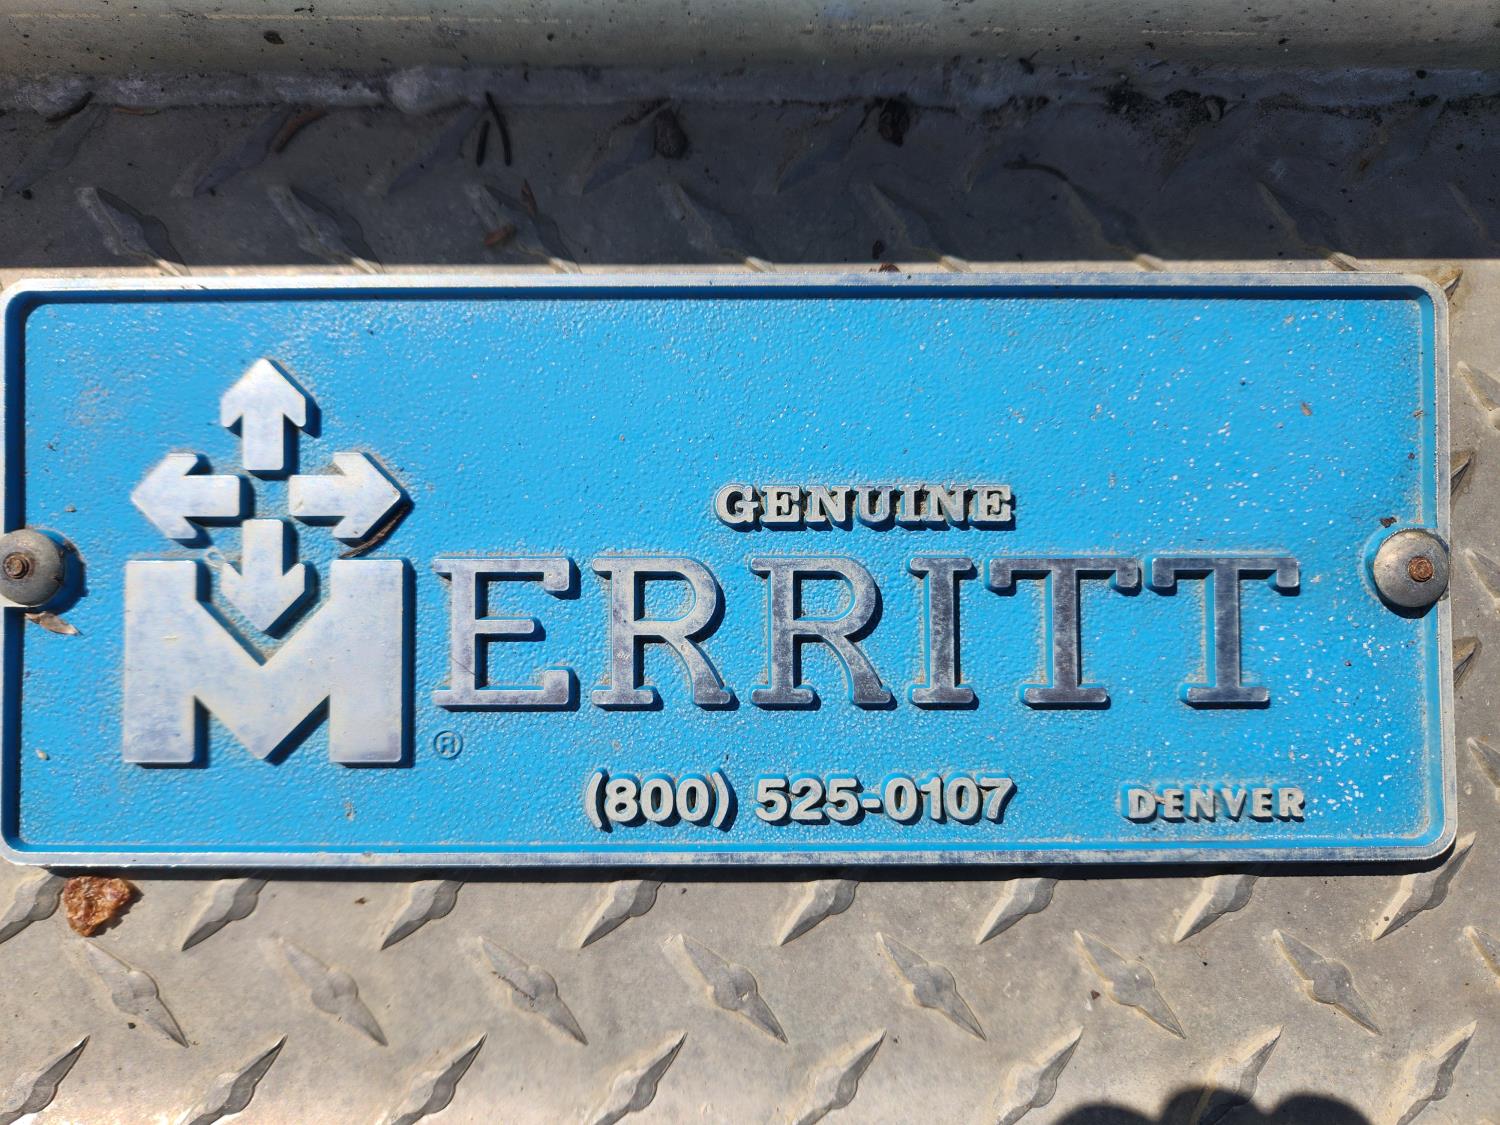 GENUINE
MERRITT
®
(800) 525-0107 DENVER